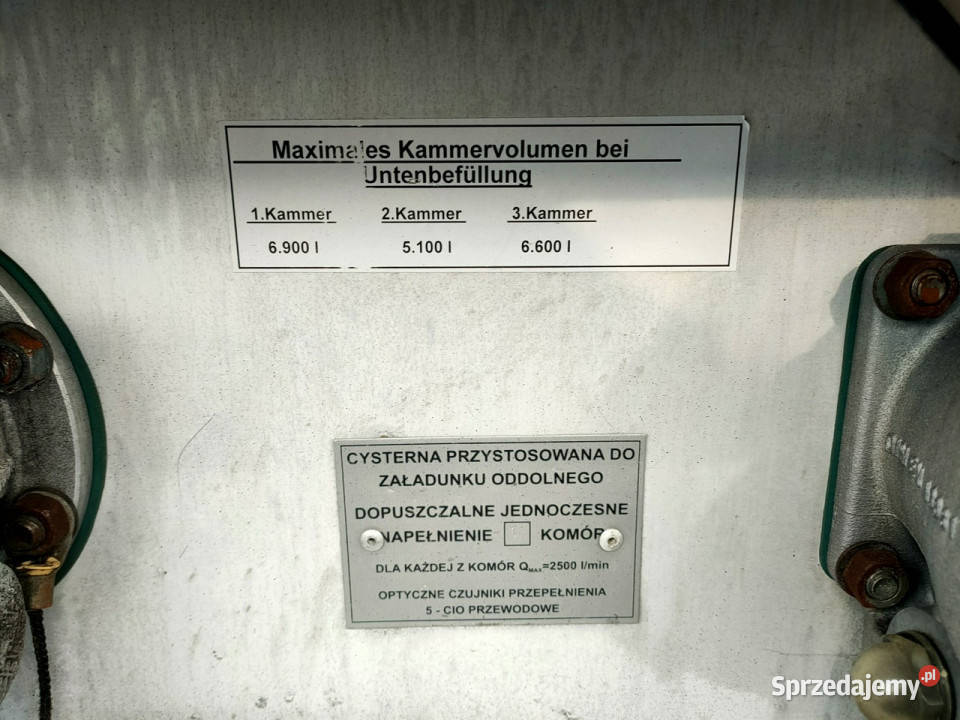 Maximales Kammervolumen bei
Untenbefüllung
1.Kammer 2.Kammer 3.Kammer
6.900 l 5.100 l 6.600 l
CYSTERNA PRZYSTOSOWANA DO
ZAŁADUNKU ODDOLNEGO
DOPUSZCZALNE JEDNOCZESNE
NAPEŁNIENIE KOMÓR
DLA KAŻDEJ Z KOMÓR QMAX=2500 l/min
OPTYCZNE CZUJNIKI PRZEPEŁNIENIA
5 - CIO PRZEWODOWE
Sprzedajemy.pl